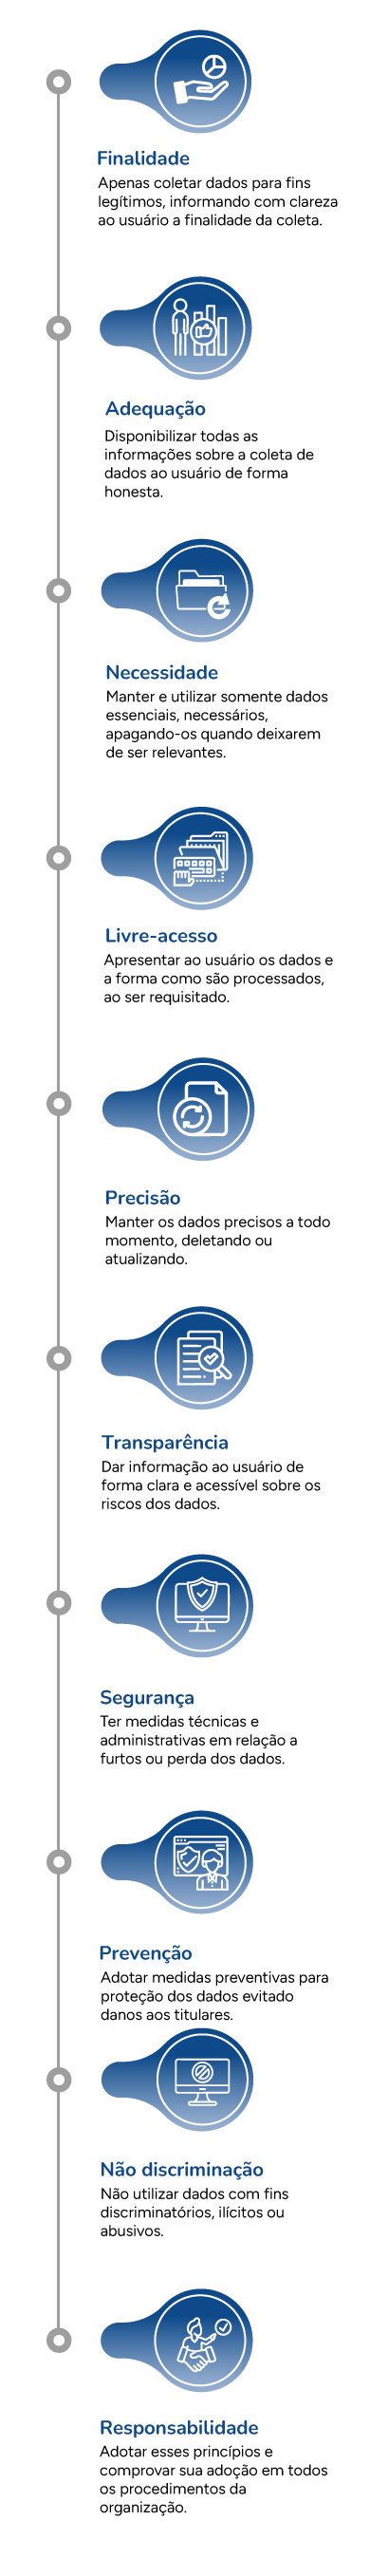 Finalidade
Apenas coletar dados para fins
legítimos, informando com clareza
ao usuário a finalidade da coleta.
Adequação
Disponibilizar todas as
informações sobre a coleta de
dados ao usuário de forma
honesta.
Necessidade
Manter e utilizar somente dados
essenciais, necessários,
apagando-os quando deixarem
de ser relevantes.
Livre-acesso
Apresentar ao usuário os dados e
a forma como são processados,
ao ser requisitado.
Precisão
Manter os dados precisos a todo
momento, deletando ou
atualizando.
Transparência
Dar informação ao usuário de
forma clara e acessível sobre os
riscos dos dados.
Segurança
Ter medidas técnicas e
administrativas em relação a
furtos ou perda dos dados.
Prevenção
Adotar medidas preventivas para
proteção dos dados evitado
danos aos titulares.
Não discriminação
Não utilizar dados com fins
discriminatórios, ilícitos ou
abusivos.
Responsabilidade
Adotar esses princípios e
comprovar sua adoção em todos
os procedimentos da
organização.